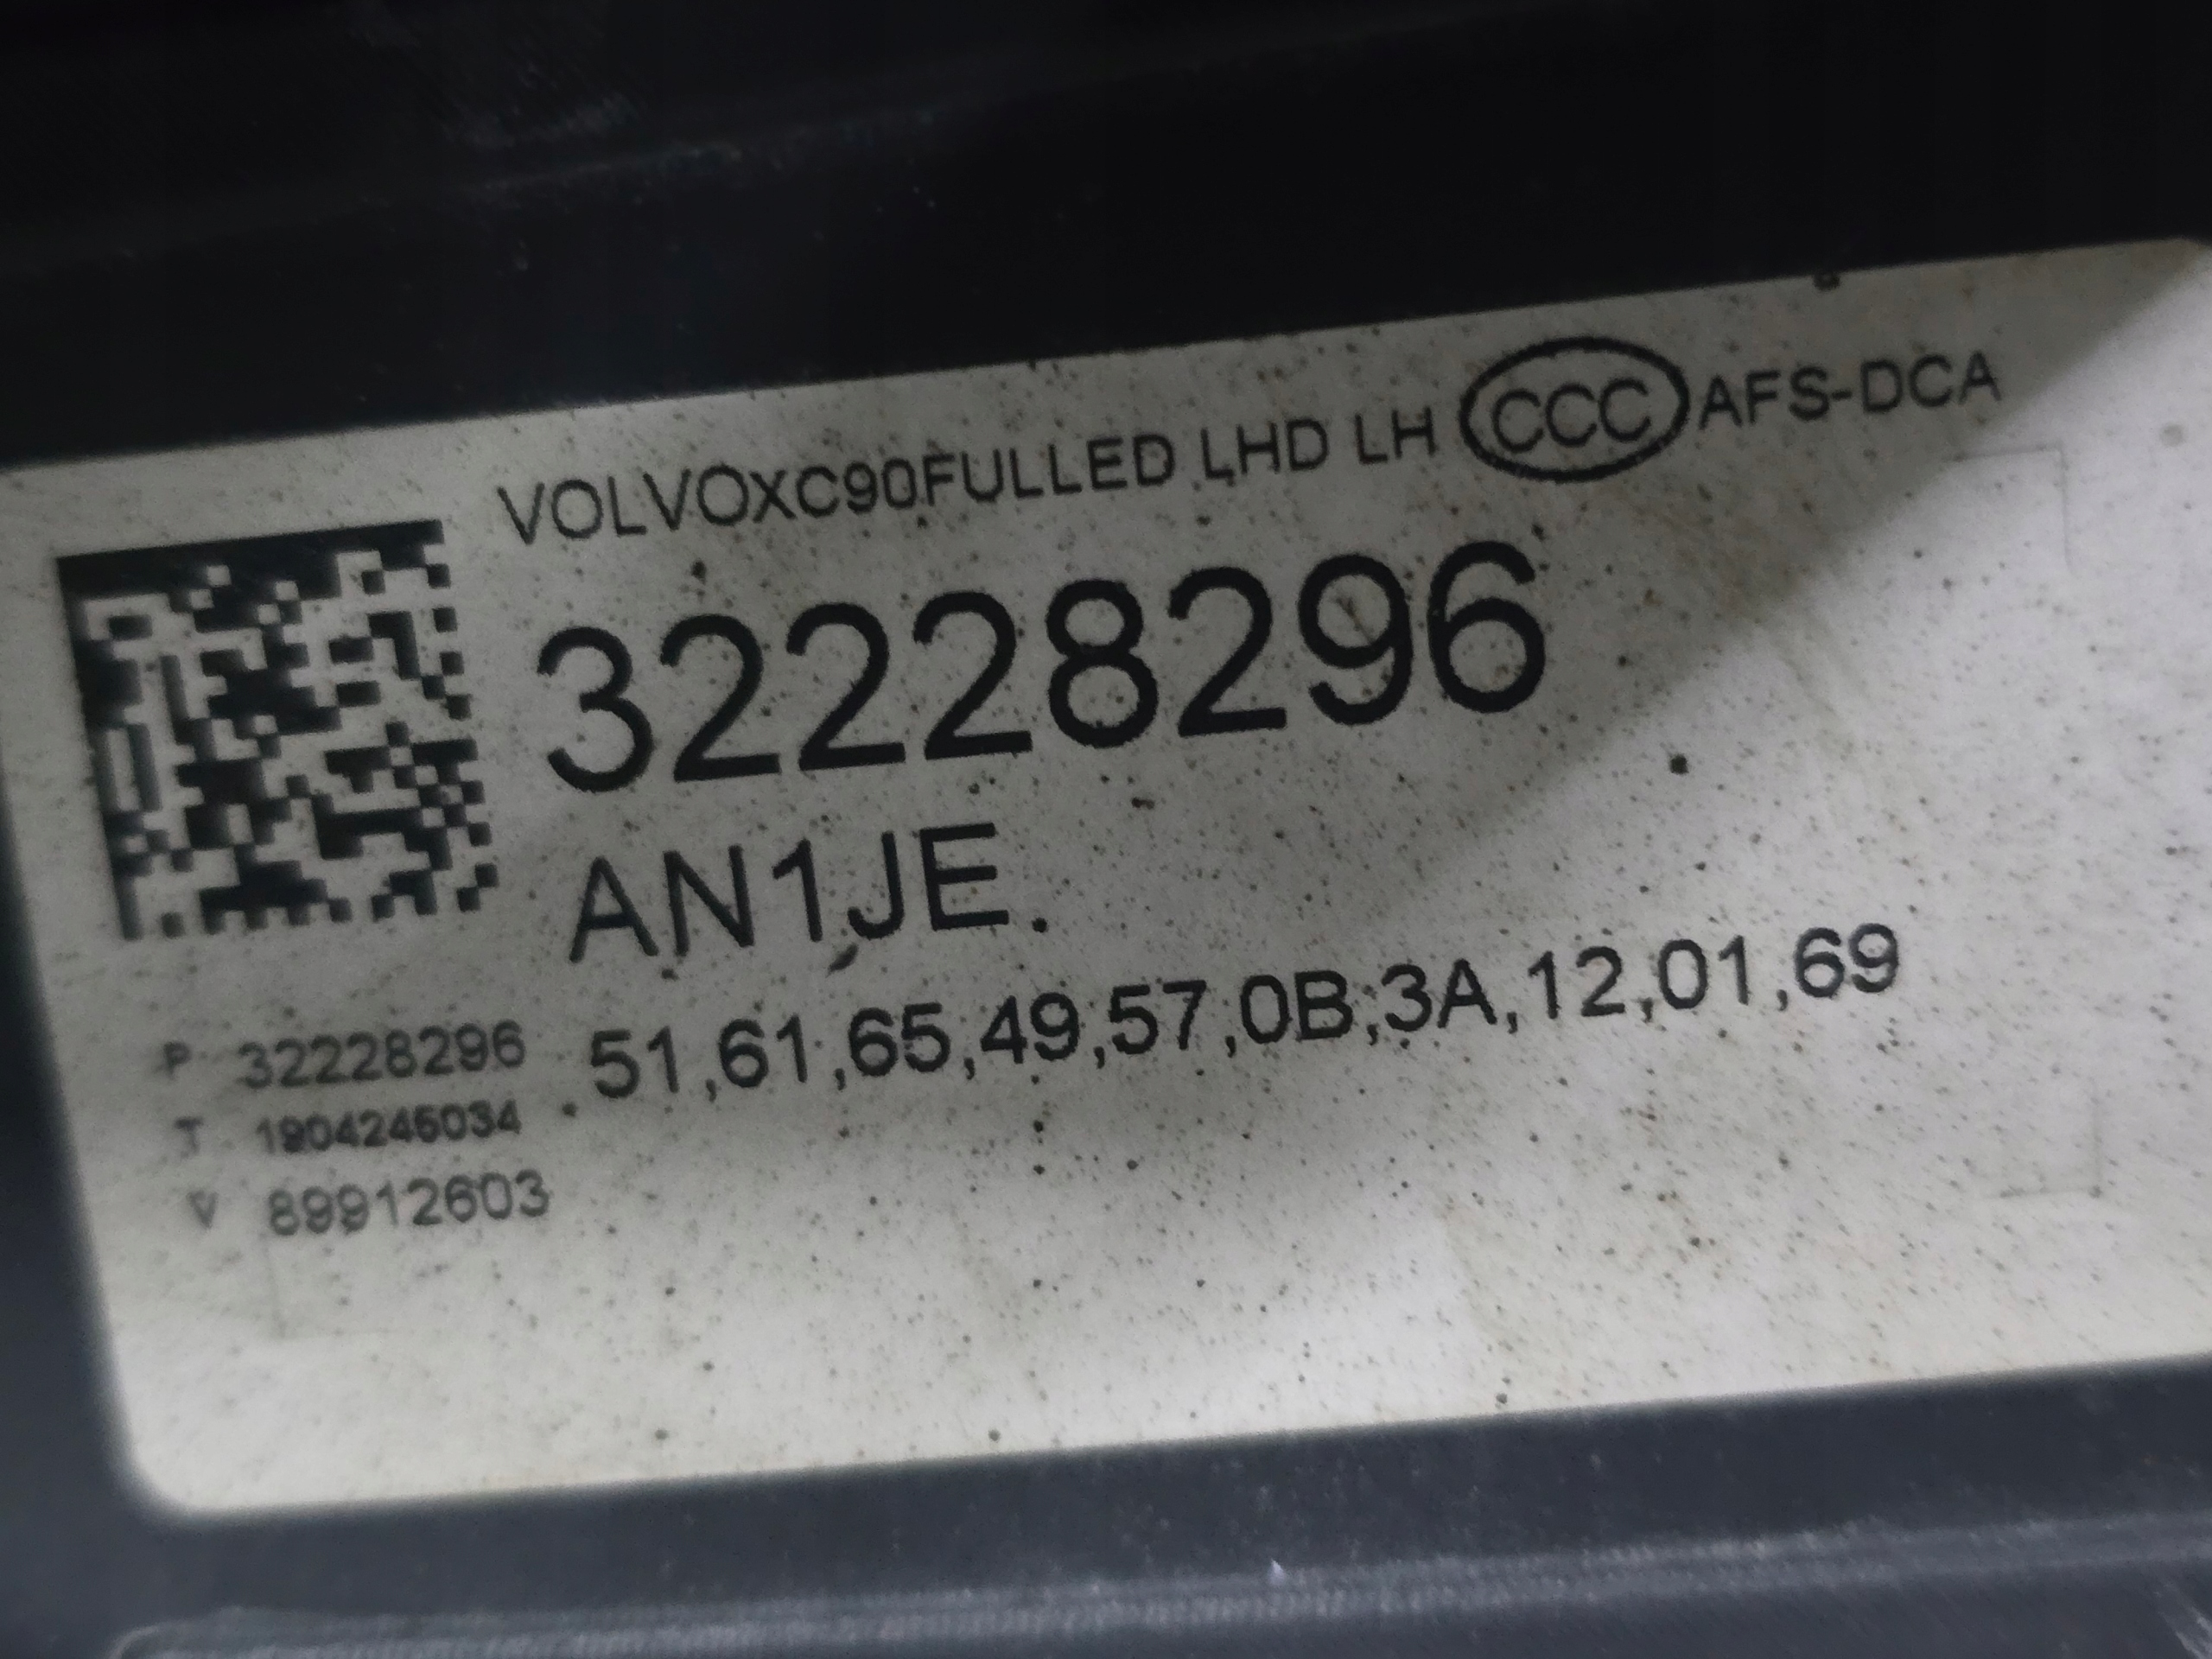 VOLVOXC90FULLED LHD LH CCC AFS-DCA
32228296
AN1JE.
51,61,65,49,57,0B,3A,12,01,69
P 32228296
T 1904245034
V 89912603